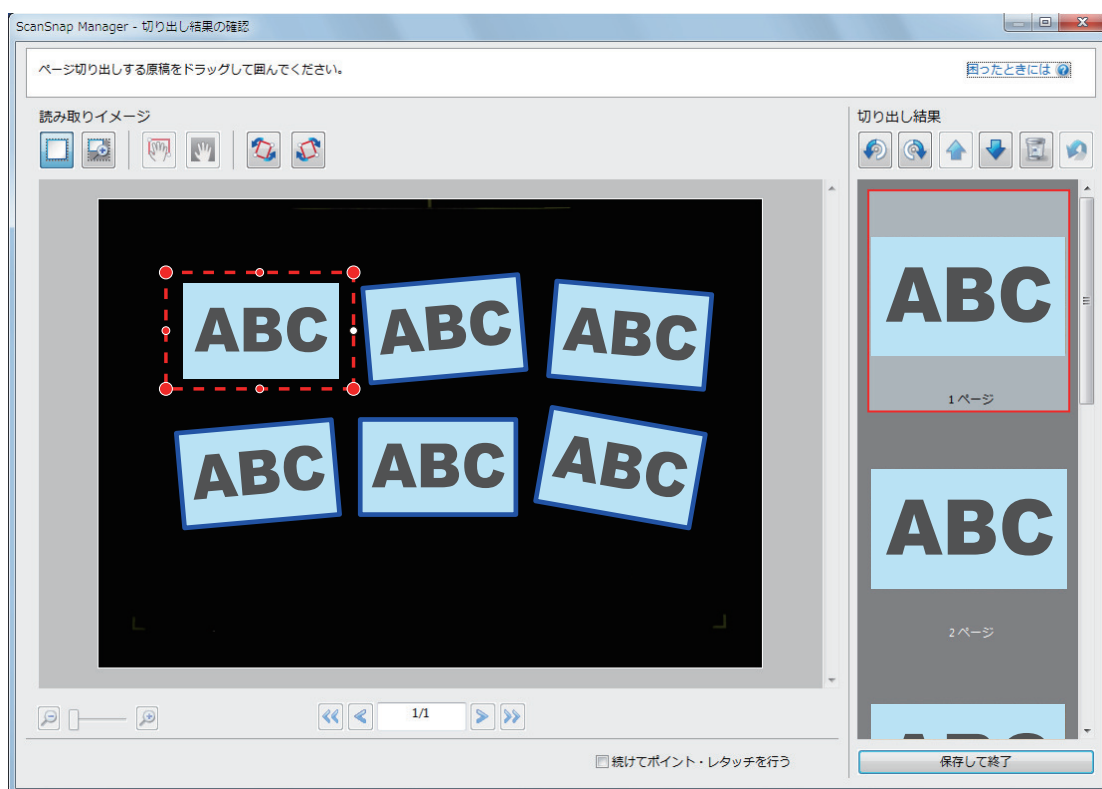 ScanSnap Manager - 切り出し結果の確認
ページ切り出しする原稿をドラッグして囲んでください。
困ったときには
読み取りイメージ
切り出し結果
ABC
ABC
ABC
ABC
ABC
ABC
ABC
1 ページ
ABC
2 ページ
1/1
続けてポイント・レタッチを行う
保存して終了